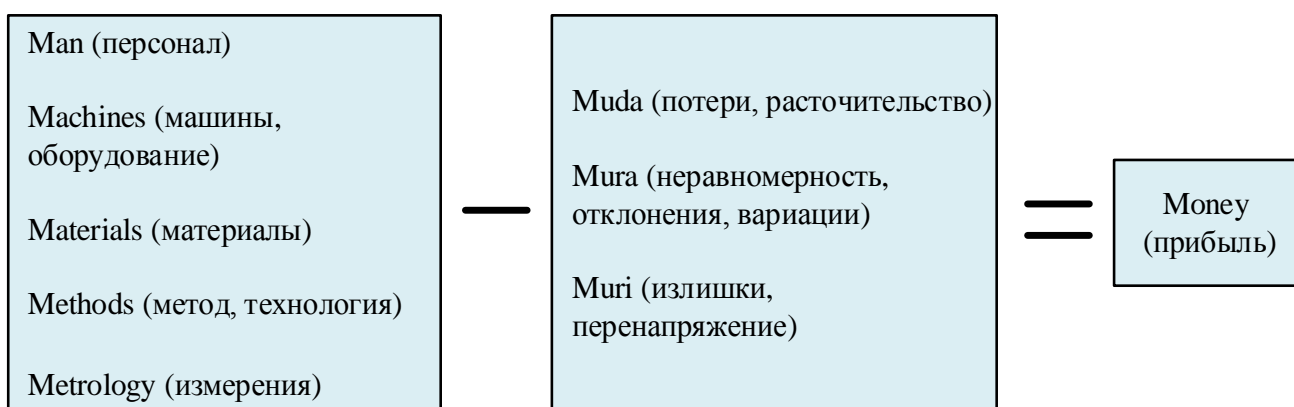 Man (персонал)
Machines (машины,
оборудование)
Materials (материалы)
Methods (метод, технология)
Metrology (измерения)
Muda (потери, расточительство)
Mura (неравномерность,
отклонения, вариации)
Muri (излишки,
перенапряжение)
Money
(прибыль)